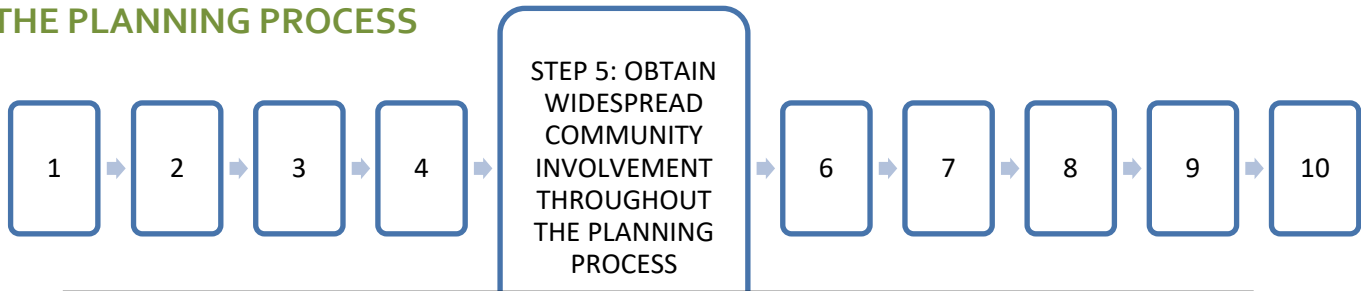 THE PLANNING PROCESS
1
2
3
4
STEP 5: OBTAIN
WIDESPREAD
COMMUNITY
INVOLVEMENT
THROUGHOUT
THE PLANNING
PROCESS
6
7
8
9
10